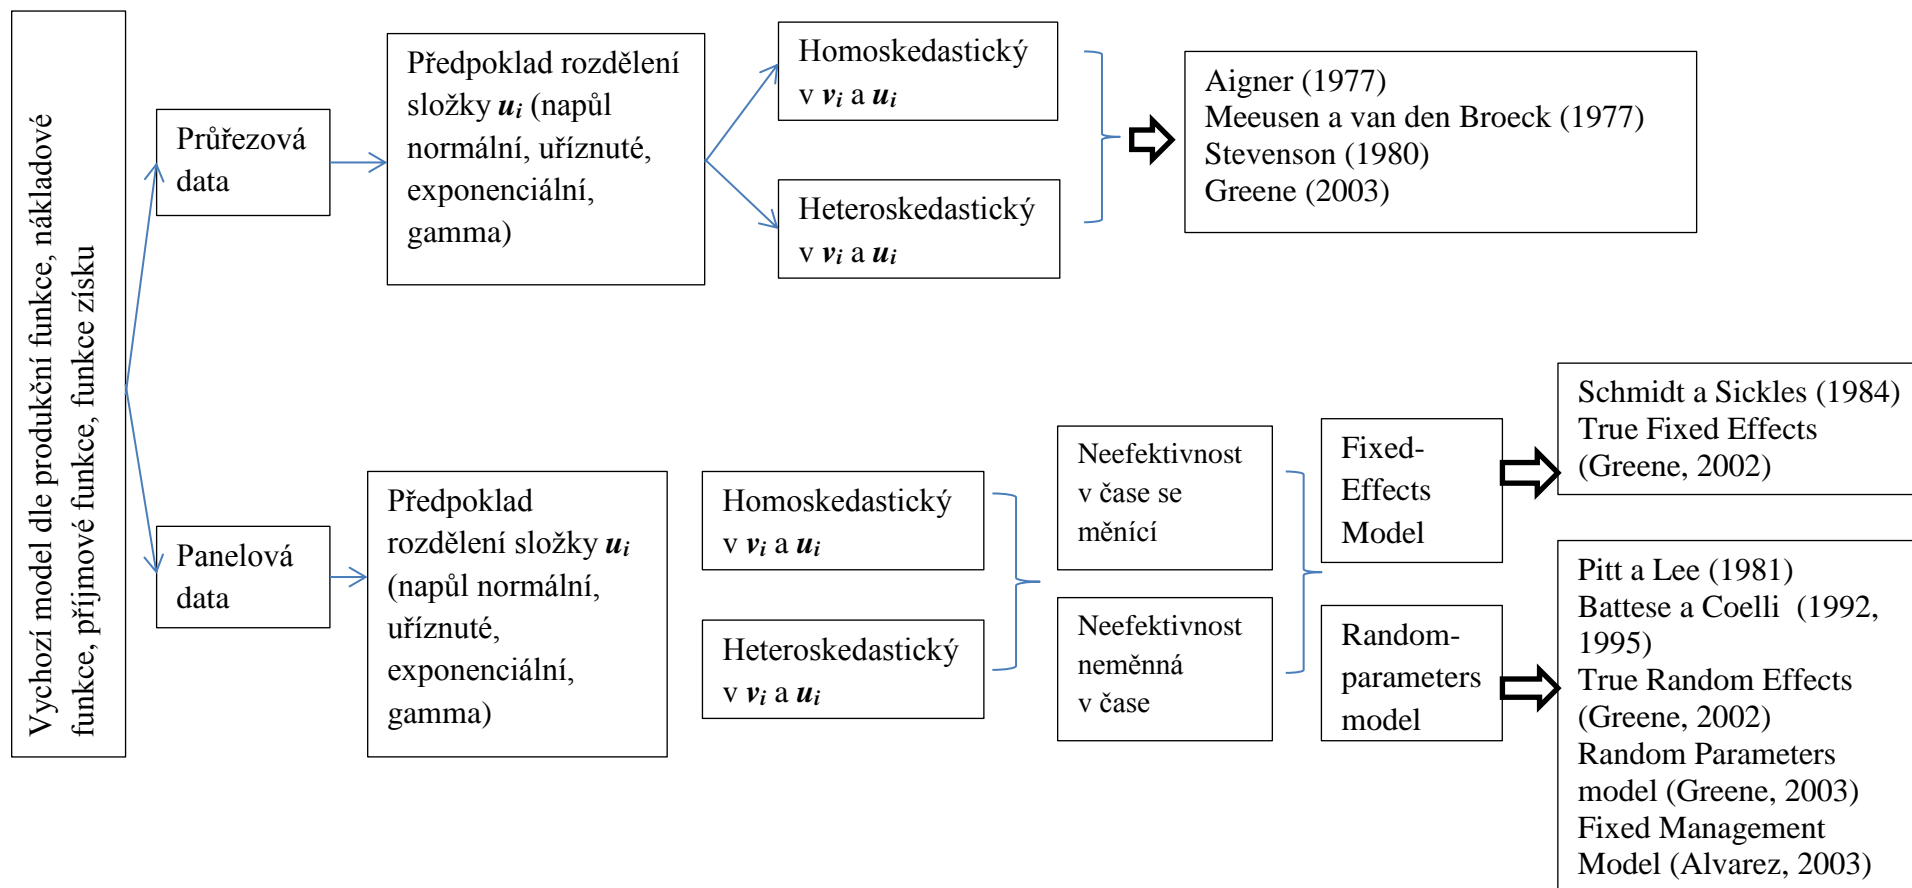 Vychozí model dle produkční funkce, nákladové
funkce, příjmové funkce, funkce získu
Průřezová
data
Předpoklad rozdělení
složky ui (napůl
normální, uříznuté,
exponenciální,
gamma)
Homoskedastický
v vi a ui
Heteroskedastický
v vi a ui
Aigner (1977)
Meeusen a van den Broeck (1977)
Stevenson (1980)
Greene (2003)
Panelová
data
Předpoklad
rozdělení složky ui
(napůl normální,
uříznuté,
exponenciální,
gamma)
Homoskedastický
v vi a ui
Heteroskedastický
v vi a ui
Neefektivnost
v čase se
měnící
Neefektivnost
neměnná
v čase
Fixed-
Effects
Model
Random-
parameters
model
Schmidt a Sickles (1984)
True Fixed Effects
(Greene, 2002)
Pitt a Lee (1981)
Battese a Coelli (1992,
1995)
True Random Effects
(Greene, 2002)
Random Parameters
model (Greene, 2003)
Fixed Management
Model (Alvarez, 2003)